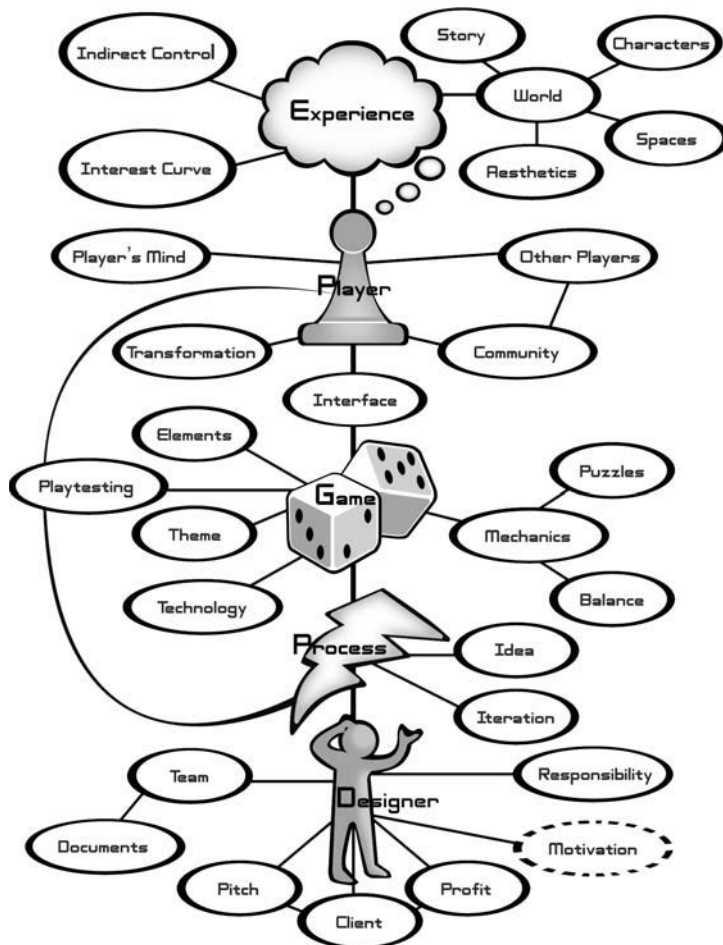 Story
Indirect Control
Characters
World
Experience
Spaces
Interest Curve
Aesthetics
Player's Mind
Other Players
Player
Transformation
Community
Interface
Elements
Puzzles
Playtesting
Game
Theme
Mechanics
Technology
Balance
Process
Idea
Iteration
Team
Responsibility
Designer
Documents
Motivation
Pitch
Profit
Client